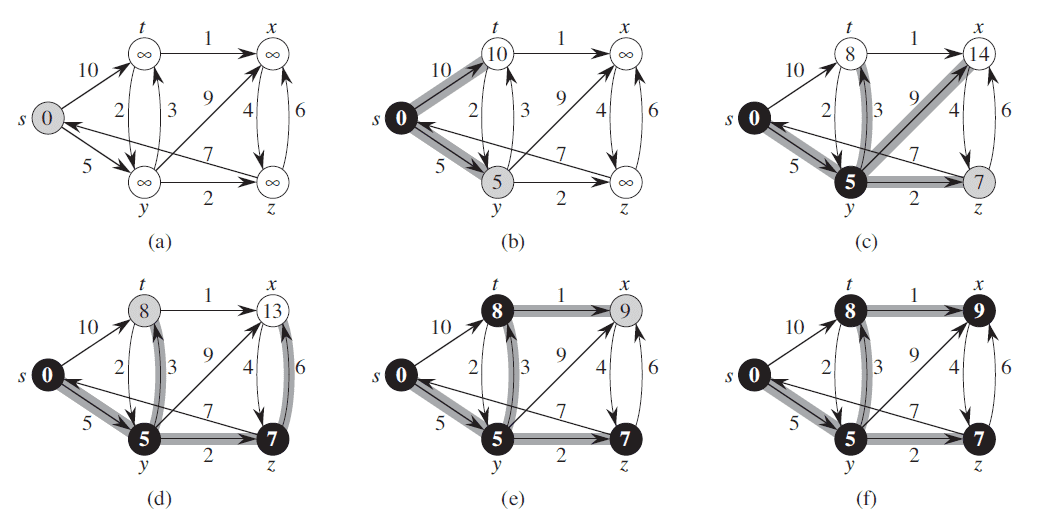 t x t x t x
1 1 1
∞ ∞ 10 ∞ 8 14
10 10 10
9 9 9
2 3 4 6 2 3 4 6 2 3 4 6
s 0 s 0 s 0
5 7 5 7 5 7
∞ ∞ 5 ∞ 5 7
2 2 2
y z y z y z
(a) (b) (c)
t x t x t x
1 1 1
8 13 8 9 8 9
10 10 10
9 9 9
2 3 4 6 2 3 4 6 2 3 4 6
s 0 s 0 s 0
5 7 5 7 5 7
5 7 5 7 5 7
2 2 2
y z y z y z
(d) (e) (f)